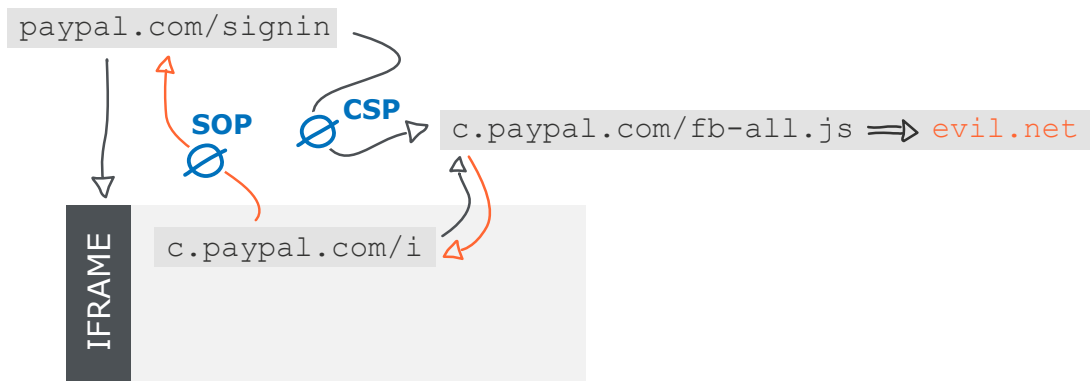 paypal.com/signin
SOP
CSP
c.paypal.com/fb-all.js ⟹ evil.net
IFRAME
c.paypal.com/i